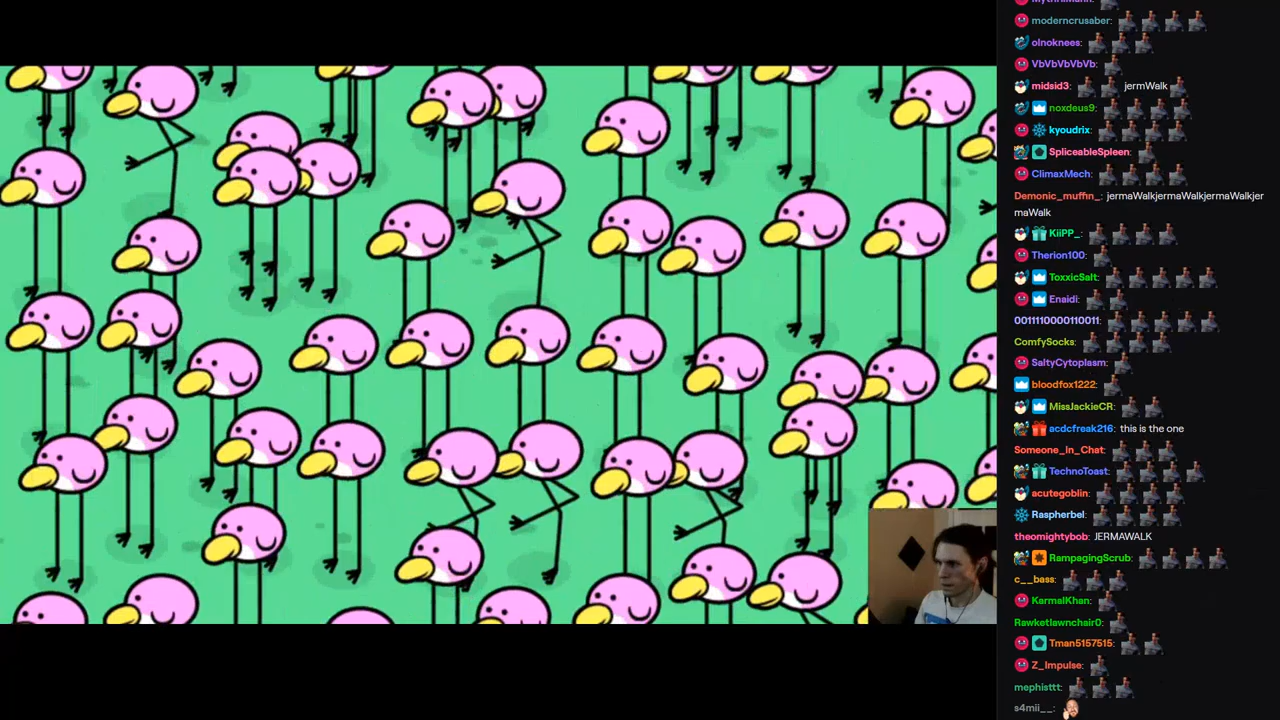 modercrusaber:
olnoknees:
VbVbVbVbVb:
midsid3: jermWalk
noxdeus9:
kyoudrix:
SpliceableSpleen:
ClimaxMech:
Demonic_muffin_: jermaWalkjermaWalkjermaWalkjer
maWalk
KiiPP_:
Therion100:
ToxxicSalt:
Enaidi:
0011110000110011:
ComfySocks:
SaltyCytoplasm:
bloodfox1222:
MissJackieCR:
acdcfreak216: this is the one
Someone_In_Chat:
TechnoToast:
acutegoblin:
Raspherbel:
theomightybob: JERMAWALK
RampagingScrub:
c__bass:
KarmalKhan:
Rawketlawnchair0:
Tman5157515:
Z_Impulse:
mephisttt:
s4mii__: